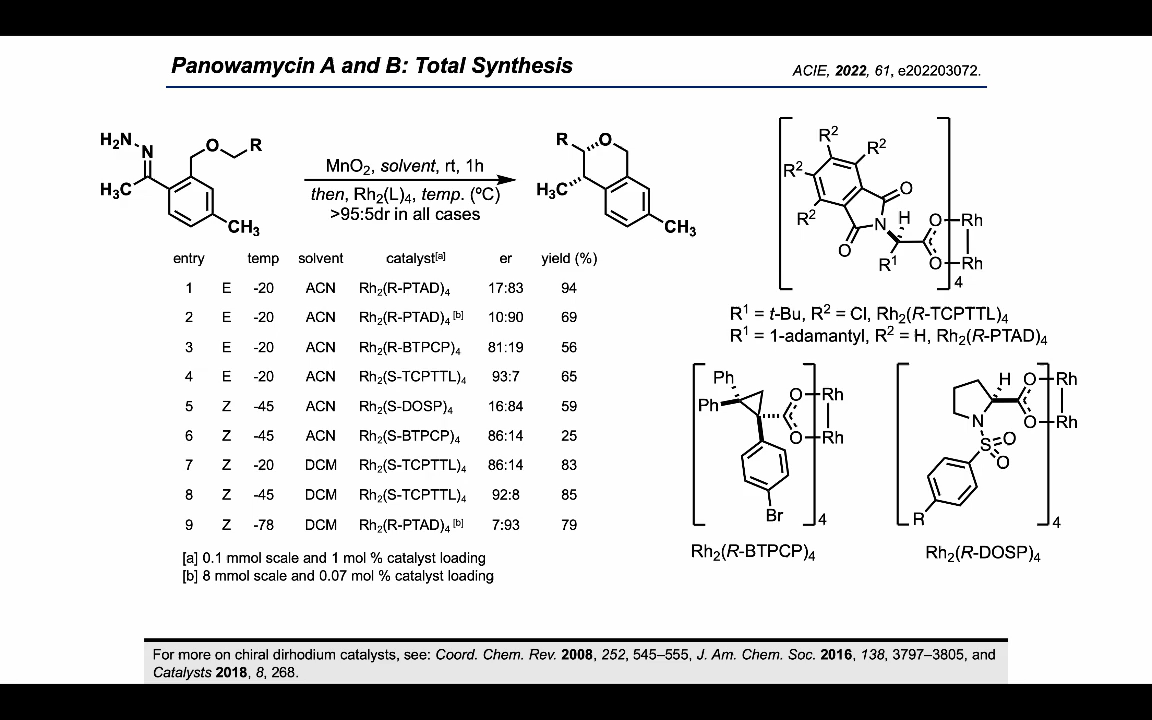 Panowamycin A and B: Total Synthesis
ACIE, 2022, 61, e202203072.
H₂N N O R
H₃C
CH₃
MnO₂, solvent, rt, 1h
then, Rh₂(L)₄, temp. (ºC)
>95:5dr in all cases
R O
H₃C
CH₃
entry temp solvent catalyst[a] er yield (%)
1 E -20 ACN Rh₂(R-PTAD)₄ 17:83 94
2 E -20 ACN Rh₂(R-PTAD)₄ [b] 10:90 69
3 E -20 ACN Rh₂(R-BTPCP)₄ 81:19 56
4 E -20 ACN Rh₂(S-TCPTTL)₄ 93:7 65
5 Z -45 ACN Rh₂(S-DOSP)₄ 16:84 59
6 Z -45 ACN Rh₂(S-BTPCP)₄ 86:14 25
7 Z -20 DCM Rh₂(S-TCPTTL)₄ 86:14 83
8 Z -45 DCM Rh₂(S-TCPTTL)₄ 92:8 85
9 Z -78 DCM Rh₂(R-PTAD)₄ [b] 7:93 79
[a] 0.1 mmol scale and 1 mol % catalyst loading
[b] 8 mmol scale and 0.07 mol % catalyst loading
R²
R²
R²
R²
O
N H O Rh
O R¹ O Rh
4
R¹ = t-Bu, R² = Cl, Rh₂(R-TCPTTL)₄
R¹ = 1-adamantyl, R² = H, Rh₂(R-PTAD)₄
Ph
Ph
O Rh
O Rh
Br
4
Rh₂(R-BTPCP)₄
H O Rh
O Rh
N
S O
O
R
4
Rh₂(R-DOSP)₄
For more on chiral dirhodium catalysts, see: Coord. Chem. Rev. 2008, 252, 545–555, J. Am. Chem. Soc. 2016, 138, 3797–3805, and
Catalysts 2018, 8, 268.